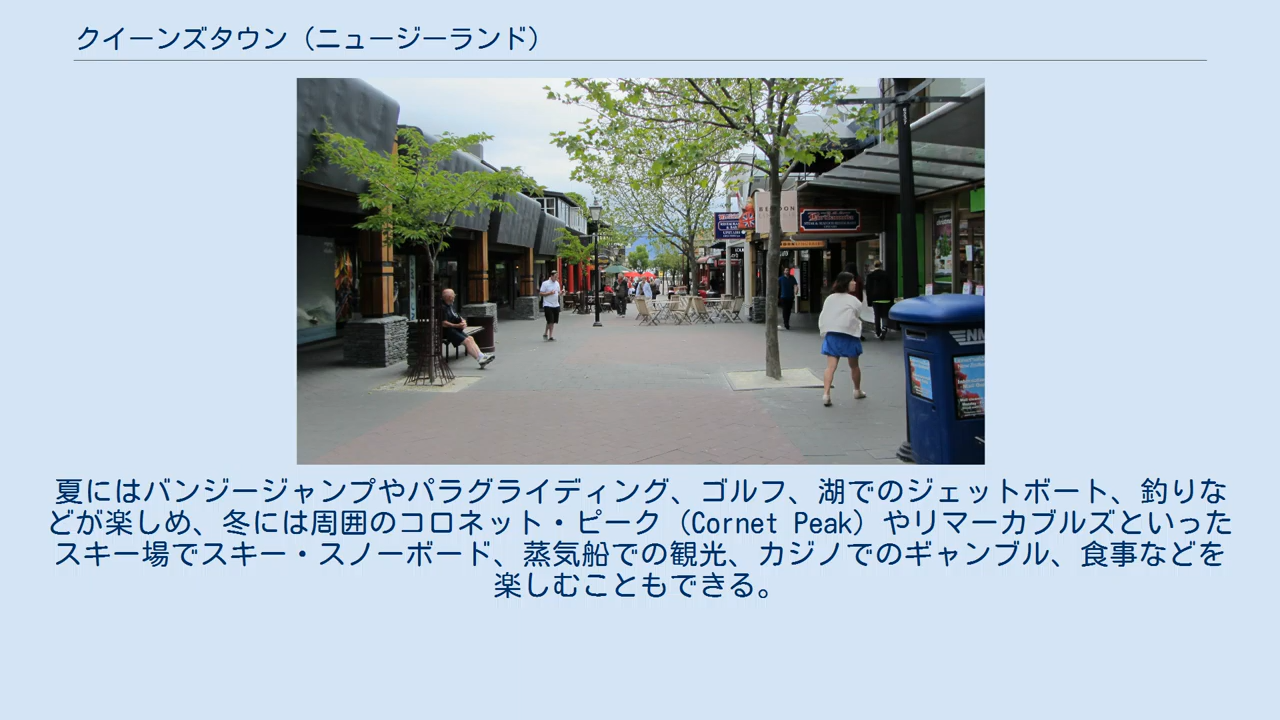 クイーンズタウン（ニュージーランド）
夏にはバンジージャンプやパラグライディング、ゴルフ、湖でのジェットボート、釣りな
どが楽しめ、冬には周囲のコロネット・ピーク（Cornet Peak）やリマーカブルズといった
スキー場でスキー・スノーボード、蒸気船での観光、カジノでのギャンブル、食事などを
楽しむこともできる。